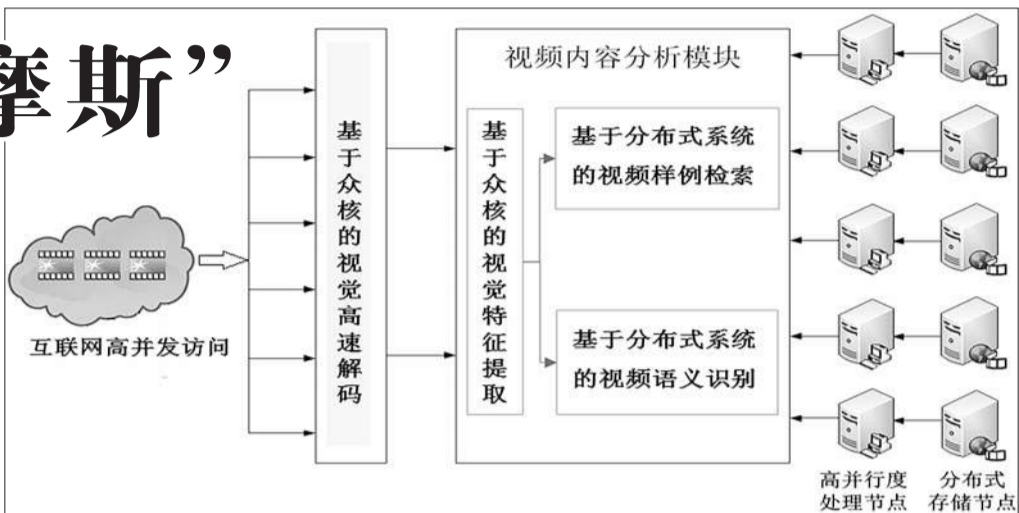 摩斯”
互联网高并发访问
基于众核的视觉高速解码
视频内容分析模块
基于众核的视觉特征提取
基于分布式系统
的视频样例检索
基于分布式系统
的视频语义识别
高并行度
处理节点
分布式
存储节点